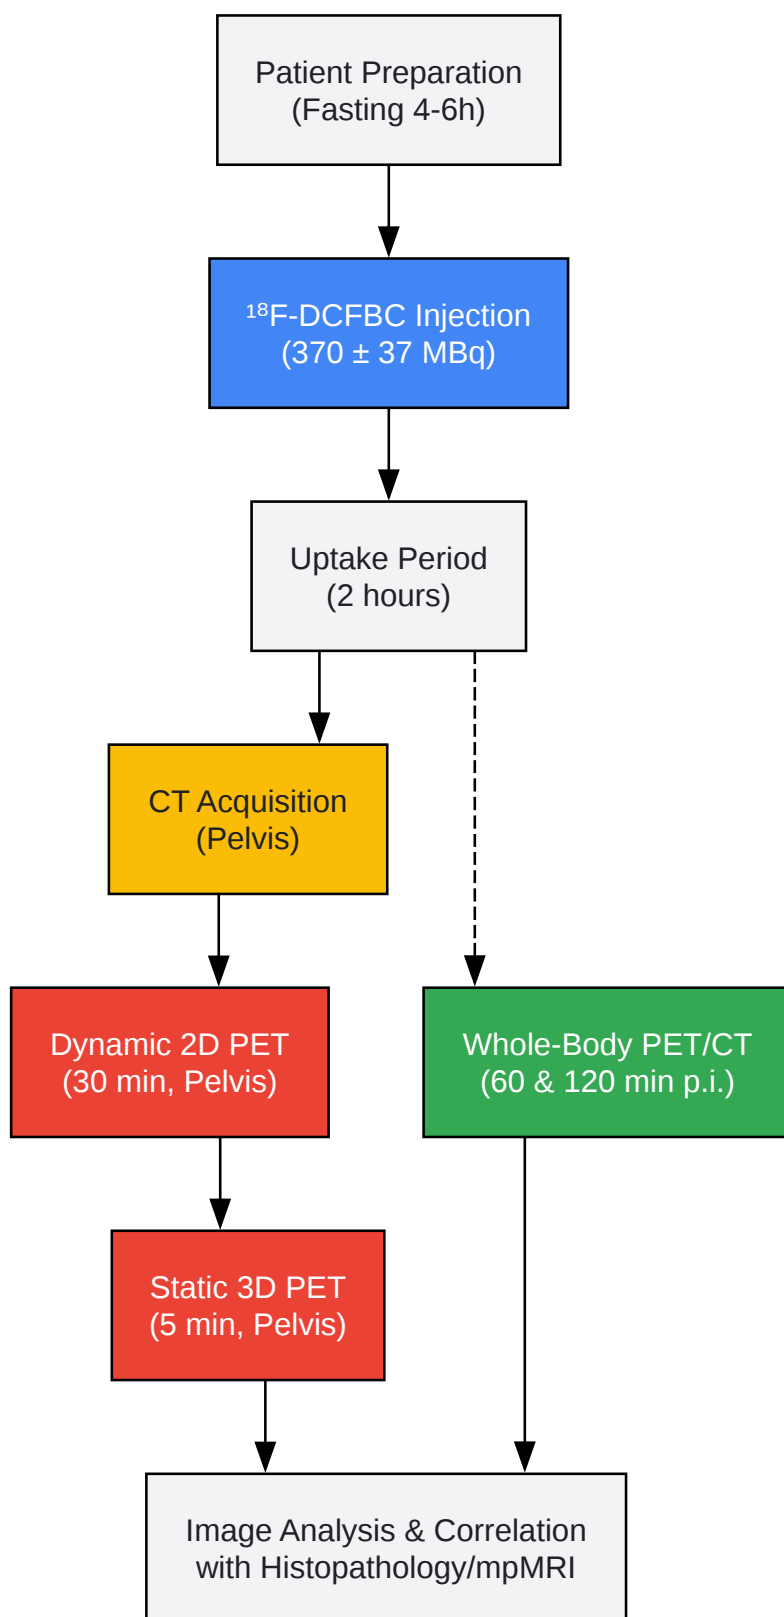 Patient Preparation
(Fasting 4-6h)
¹⁸F-DCFBC Injection
(370 ± 37 MBq)
Uptake Period
(2 hours)
CT Acquisition
(Pelvis)
Dynamic 2D PET
(30 min, Pelvis)
Whole-Body PET/CT
(60 & 120 min p.i.)
Static 3D PET
(5 min, Pelvis)
Image Analysis & Correlation
with Histopathology/mpMRI